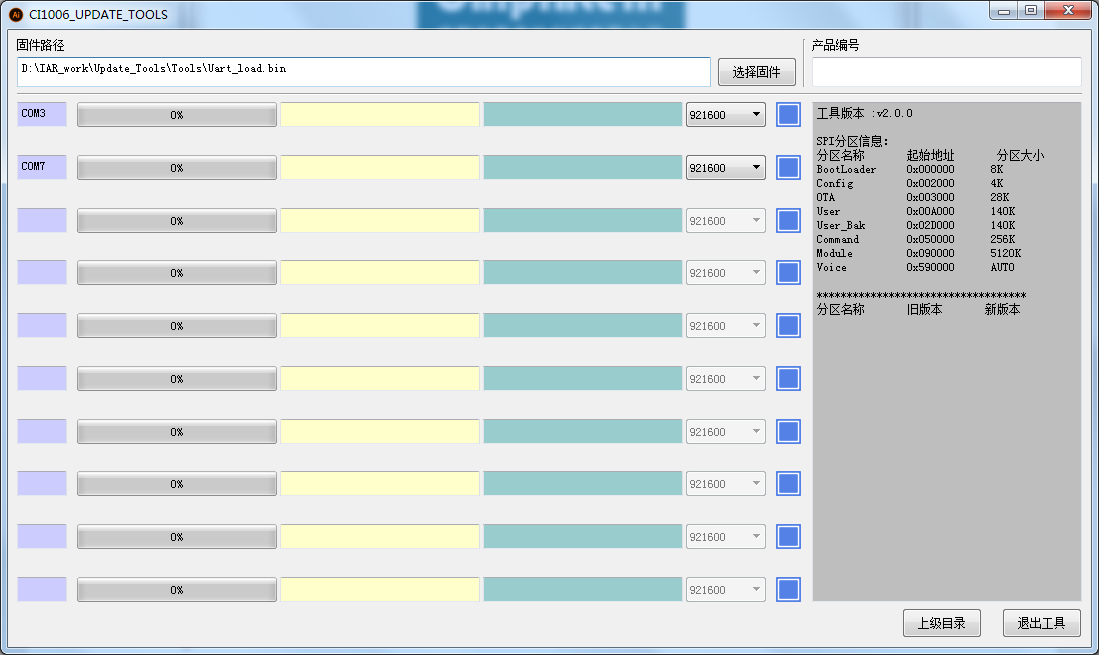 CI1006_UPDATE_TOOLS
固件路径
D:\IAR_work\Update_Tools\Tools\Uart_load.bin
选择固件
产品编号
COM3 0% 921600
COM7 0% 921600
0% 921600
0% 921600
0% 921600
0% 921600
0% 921600
0% 921600
0% 921600
0% 921600
工具版本 :v2.0.0
SPI分区信息:
分区名称 起始地址 分区大小
BootLoader 0x000000 8K
Config 0x002000 4K
OTA 0x003000 28K
User 0x00A000 140K
User_Bak 0x02D000 140K
Command 0x050000 256K
Module 0x090000 5120K
Voice 0x590000 AUTO
***********************************
分区名称 旧版本 新版本
上级目录 退出工具